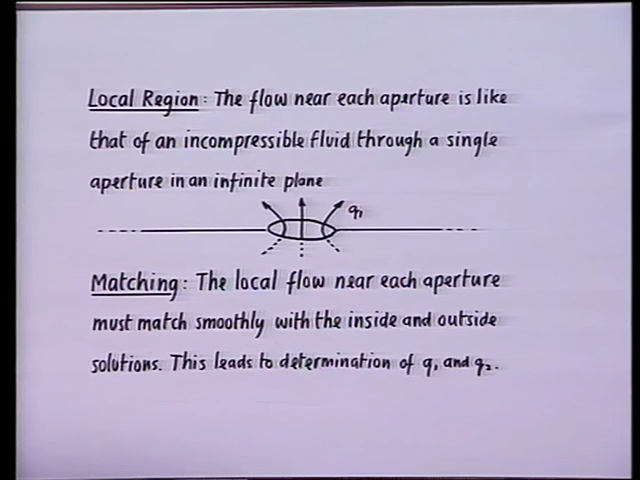 Local Region: The flow near each aperture is like
that of an incompressible fluid through a single
aperture in an infinite plane
q₁
Matching: The local flow near each aperture
must match smoothly with the inside and outside
solutions. This leads to determination of q₁ and q₂.